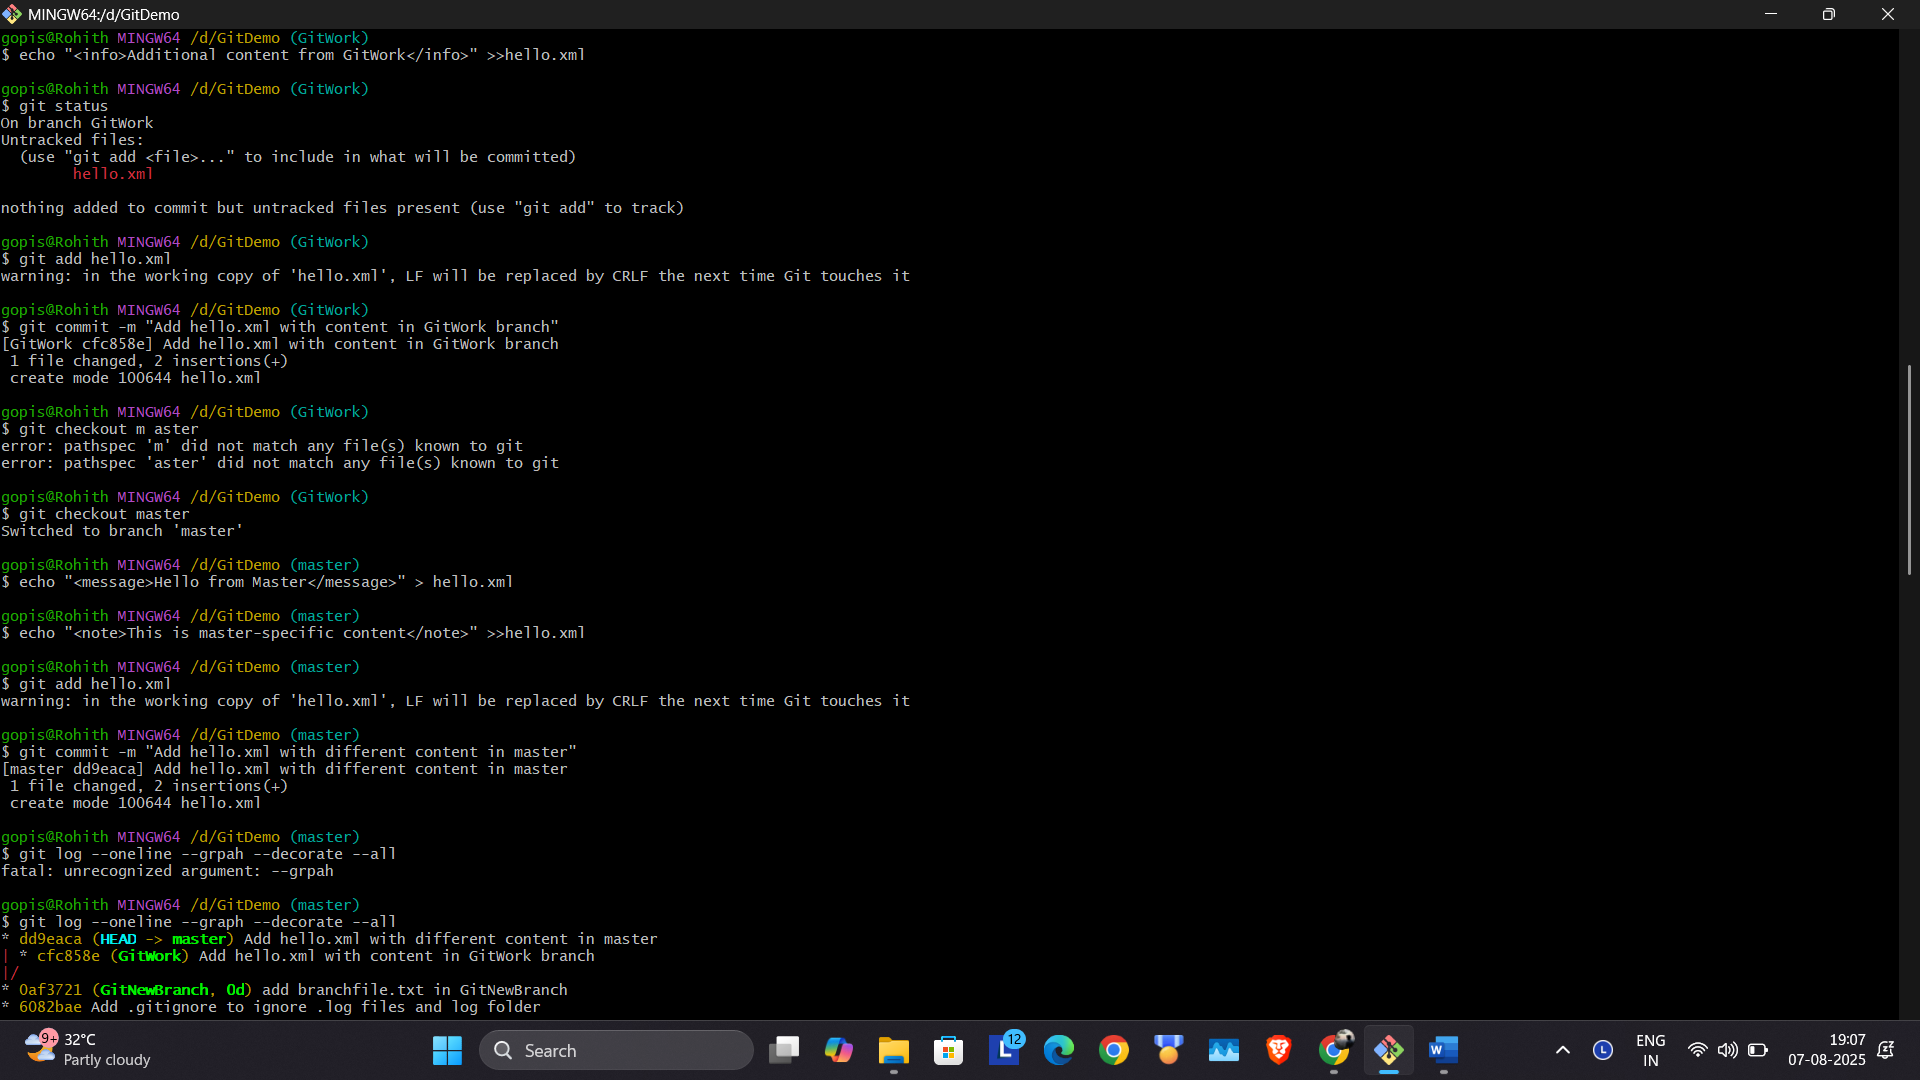 MINGW64:/d/GitDemo
gopis@Rohith MINGW64 /d/GitDemo (GitWork)
$ echo "<info>Additional content from GitWork</info>" >>hello.xml
gopis@Rohith MINGW64 /d/GitDemo (GitWork)
$ git status
On branch GitWork
Untracked files:
  (use "git add <file>..." to include in what will be committed)
        hello.xml
nothing added to commit but untracked files present (use "git add" to track)
gopis@Rohith MINGW64 /d/GitDemo (GitWork)
$ git add hello.xml
warning: in the working copy of 'hello.xml', LF will be replaced by CRLF the next time Git touches it
gopis@Rohith MINGW64 /d/GitDemo (GitWork)
$ git commit -m "Add hello.xml with content in GitWork branch"
[GitWork cfc858e] Add hello.xml with content in GitWork branch
 1 file changed, 2 insertions(+)
 create mode 100644 hello.xml
gopis@Rohith MINGW64 /d/GitDemo (GitWork)
$ git checkout m aster
error: pathspec 'm' did not match any file(s) known to git
error: pathspec 'aster' did not match any file(s) known to git
gopis@Rohith MINGW64 /d/GitDemo (GitWork)
$ git checkout master
Switched to branch 'master'
gopis@Rohith MINGW64 /d/GitDemo (master)
$ echo "<message>Hello from Master</message>" > hello.xml
gopis@Rohith MINGW64 /d/GitDemo (master)
$ echo "<note>This is master-specific content</note>" >>hello.xml
gopis@Rohith MINGW64 /d/GitDemo (master)
$ git add hello.xml
warning: in the working copy of 'hello.xml', LF will be replaced by CRLF the next time Git touches it
gopis@Rohith MINGW64 /d/GitDemo (master)
$ git commit -m "Add hello.xml with different content in master"
[master dd9eaca] Add hello.xml with different content in master
 1 file changed, 2 insertions(+)
 create mode 100644 hello.xml
gopis@Rohith MINGW64 /d/GitDemo (master)
$ git log --oneline --grpah --decorate --all
fatal: unrecognized argument: --grpah
gopis@Rohith MINGW64 /d/GitDemo (master)
$ git log --oneline --graph --decorate --all
* dd9eaca (HEAD -> master) Add hello.xml with different content in master
| * cfc858e (GitWork) Add hello.xml with content in GitWork branch
|/
* 0af3721 (GitNewBranch, Od) add branchfile.txt in GitNewBranch
* 6082bae Add .gitignore to ignore .log files and log folder
9+
32°C
Partly cloudy
Search
L
12
W
L
ENG
IN
19:07
07-08-2025